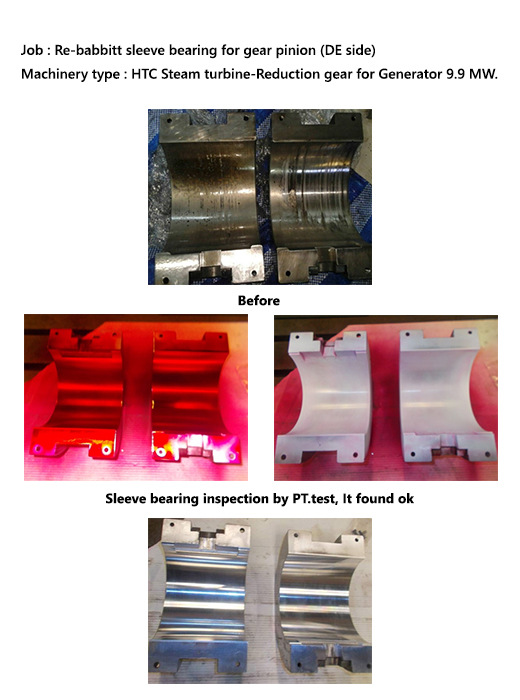 Job : Re-babbitt sleeve bearing for gear pinion (DE side)
Machinery type : HTC Steam turbine-Reduction gear for Generator 9.9 MW.
Before
Sleeve bearing inspection by PT.test, It found ok